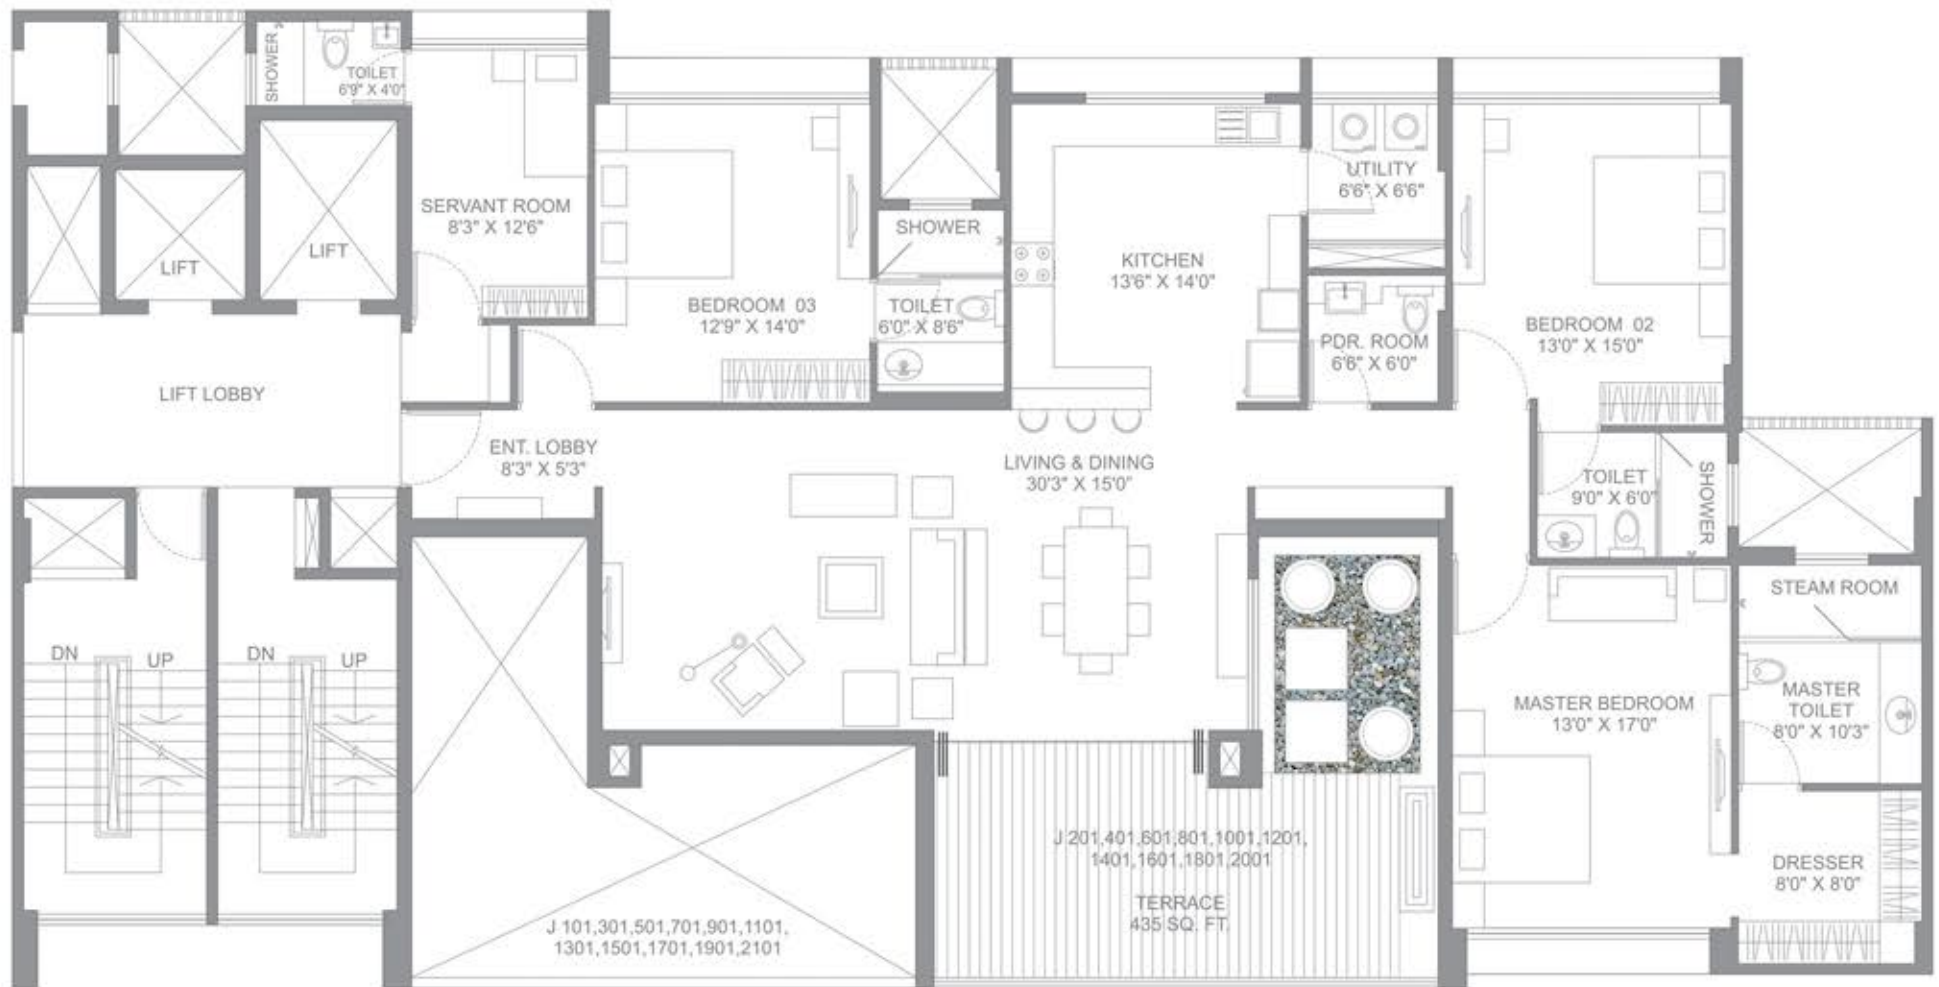 SHOWER
TOILET
6'9" X 4'0"
SERVANT ROOM
8'3" X 12'6"
LIFT
LIFT
LIFT LOBBY
BEDROOM 03
12'9" X 14'0"
SHOWER
TOILET
6'0" X 8'6"
KITCHEN
13'6" X 14'0"
UTILITY
6'6" X 6'6"
PDR. ROOM
6'6" X 6'0"
BEDROOM 02
13'0" X 15'0"
ENT. LOBBY
8'3" X 5'3"
LIVING & DINING
30'3" X 15'0"
TOILET
9'0" X 6'0"
SHOWER
STEAM ROOM
DN
UP
DN
UP
MASTER BEDROOM
13'0" X 17'0"
MASTER
TOILET
8'0" X 10'3"
J 201,401,601,801,1001,1201,
1401,1601,1801,2001
TERRACE
435 SQ. FT.
DRESSER
8'0" X 8'0"
J 101,301,501,701,901,1101,
1301,1501,1701,1901,2101